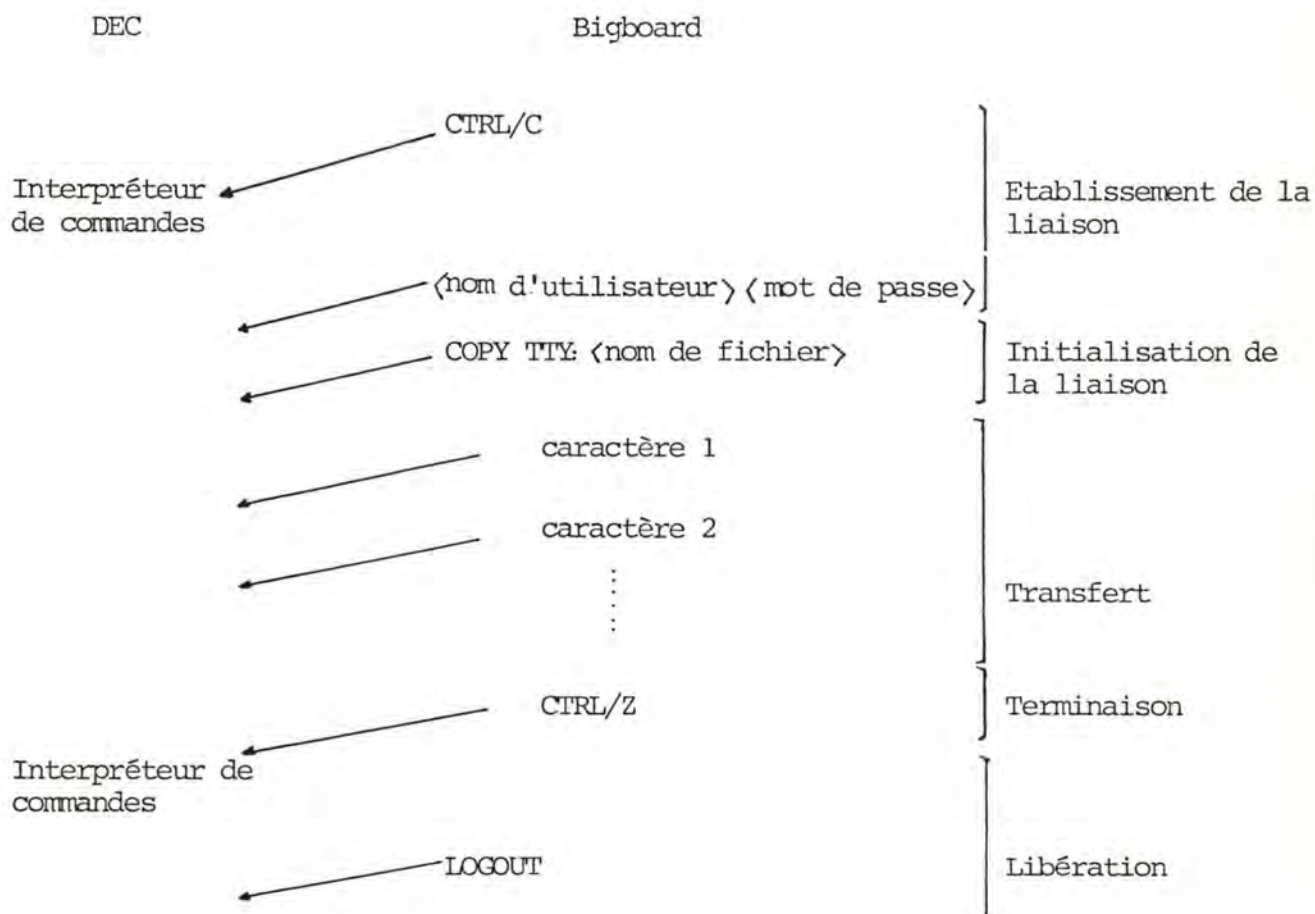 DEC Bigboard
CTRL/C
Interpréteur
de commandes
Etablissement de la
liaison
<nom d'utilisateur> <mot de passe>
COPY TTY: <nom de fichier>
Initialisation de
la liaison
caractère 1
caractère 2
Transfert
CTRL/Z
Terminaison
Interpréteur de
commandes
LOGOUT
Libération